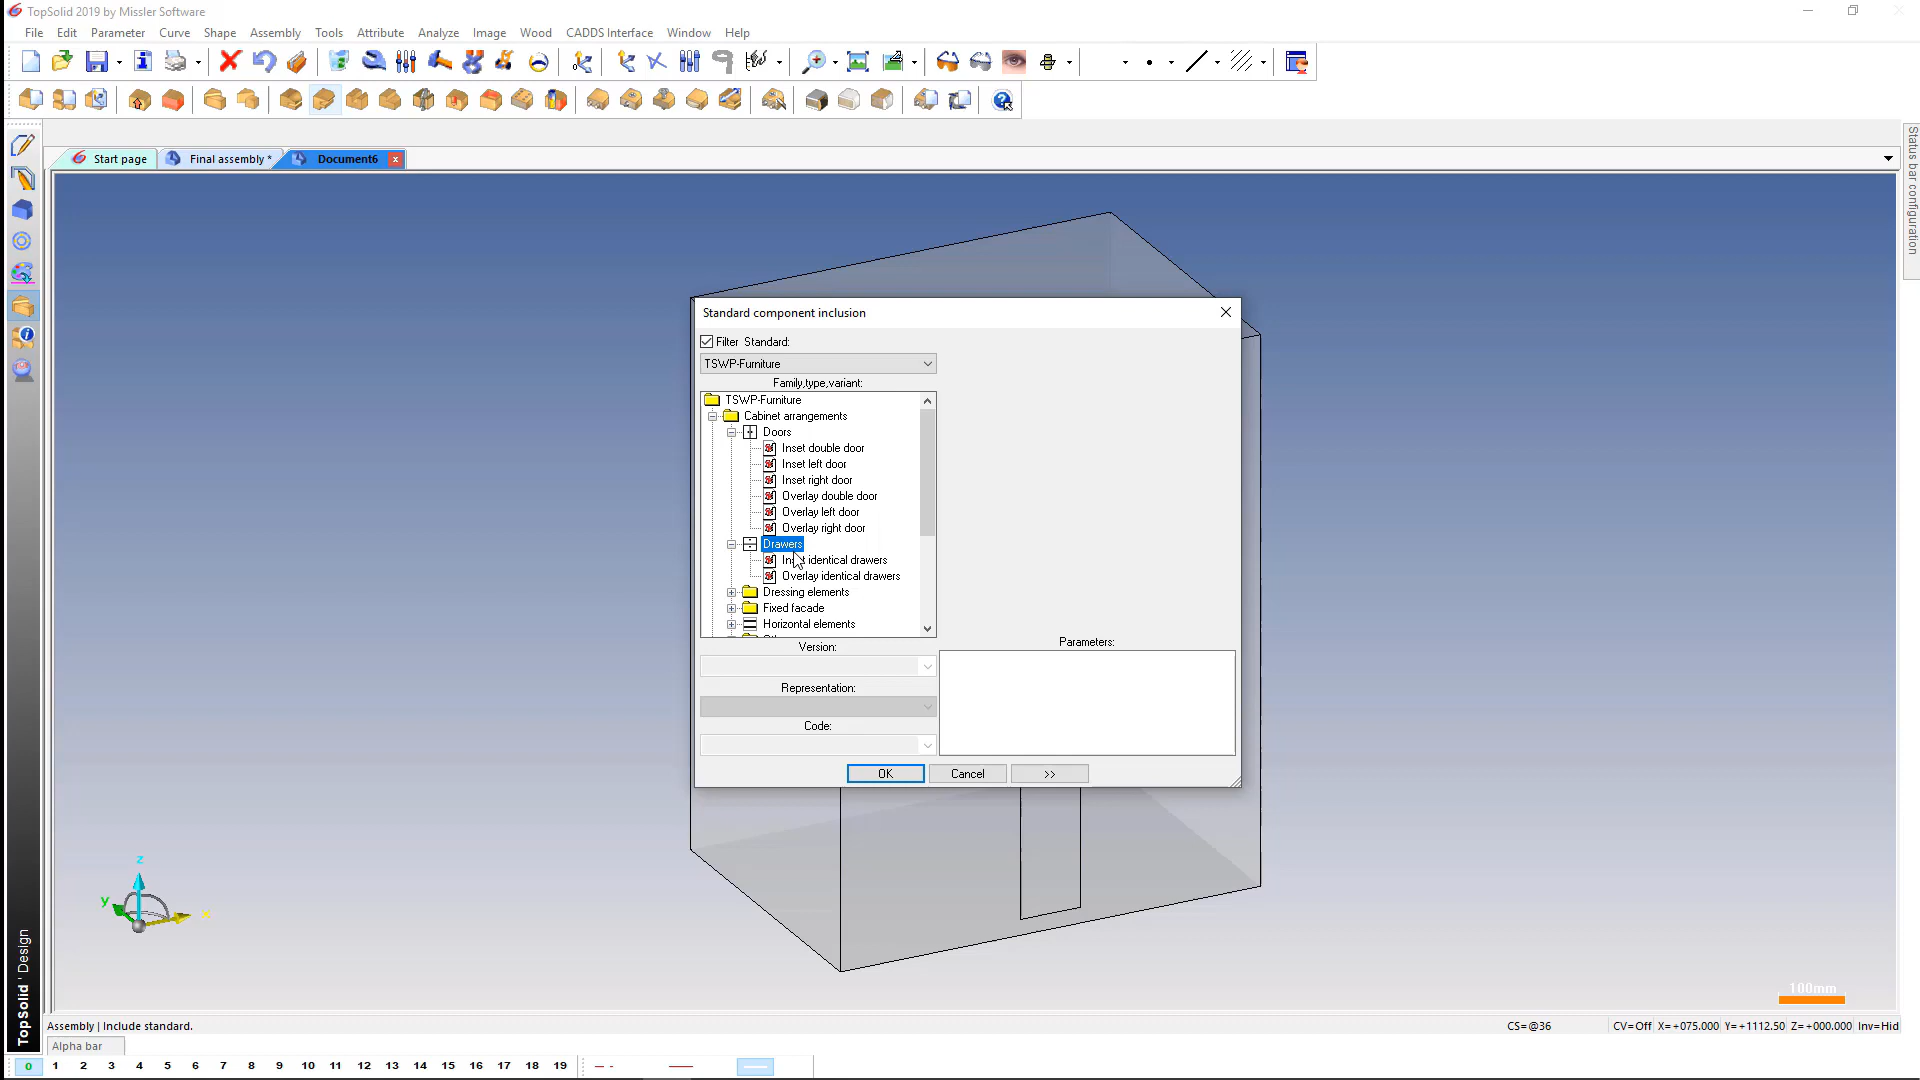 TopSolid 2019 by Missler Software
File Edit Parameter Curve Shape Assembly Tools Attribute Analyze Image Wood CADDS Interface Window Help
Start page Final assembly * Document6
Status bar configuration
Standard component inclusion
Filter Standard:
TSWP-Furniture
Family,type,variant:
TSWP-Furniture
Cabinet arrangements
Doors
Inset double door
Inset left door
Inset right door
Overlay double door
Overlay left door
Overlay right door
Drawers
identical drawers
Overlay identical drawers
Dressing elements
Fixed facade
Horizontal elements
Version:
Parameters:
Representation:
Code:
OK Cancel >>
z
y
x
100mm
TopSolid ' Design
Assembly | Include standard.
CS=@36 CV=Off X=+075.000 Y=+1112.50 Z=+000.000 Inv=Hid
Alpha bar
0 1 2 3 4 5 6 7 8 9 10 11 12 13 14 15 16 17 18 19